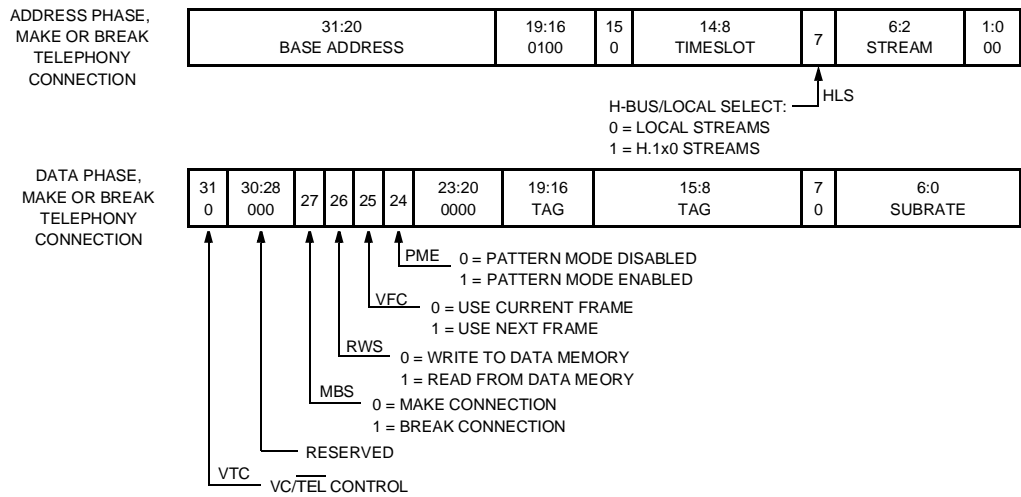 ADDRESS PHASE,
MAKE OR BREAK
TELEPHONY
CONNECTION
31:20
BASE ADDRESS
19:16
0100
15
0
14:8
TIMESLOT
7
6:2
STREAM
1:0
00
HLS
H-BUS/LOCAL SELECT:
0 = LOCAL STREAMS
1 = H.1x0 STREAMS
DATA PHASE,
MAKE OR BREAK
TELEPHONY
CONNECTION
31
0
30:28
000
27
26
25
24
23:20
0000
19:16
TAG
15:8
TAG
7
0
6:0
SUBRATE
PME
0 = PATTERN MODE DISABLED
1 = PATTERN MODE ENABLED
VFC
0 = USE CURRENT FRAME
1 = USE NEXT FRAME
RWS
0 = WRITE TO DATA MEMORY
1 = READ FROM DATA MEORY
MBS
0 = MAKE CONNECTION
1 = BREAK CONNECTION
RESERVED
VTC
VC/TEL CONTROL